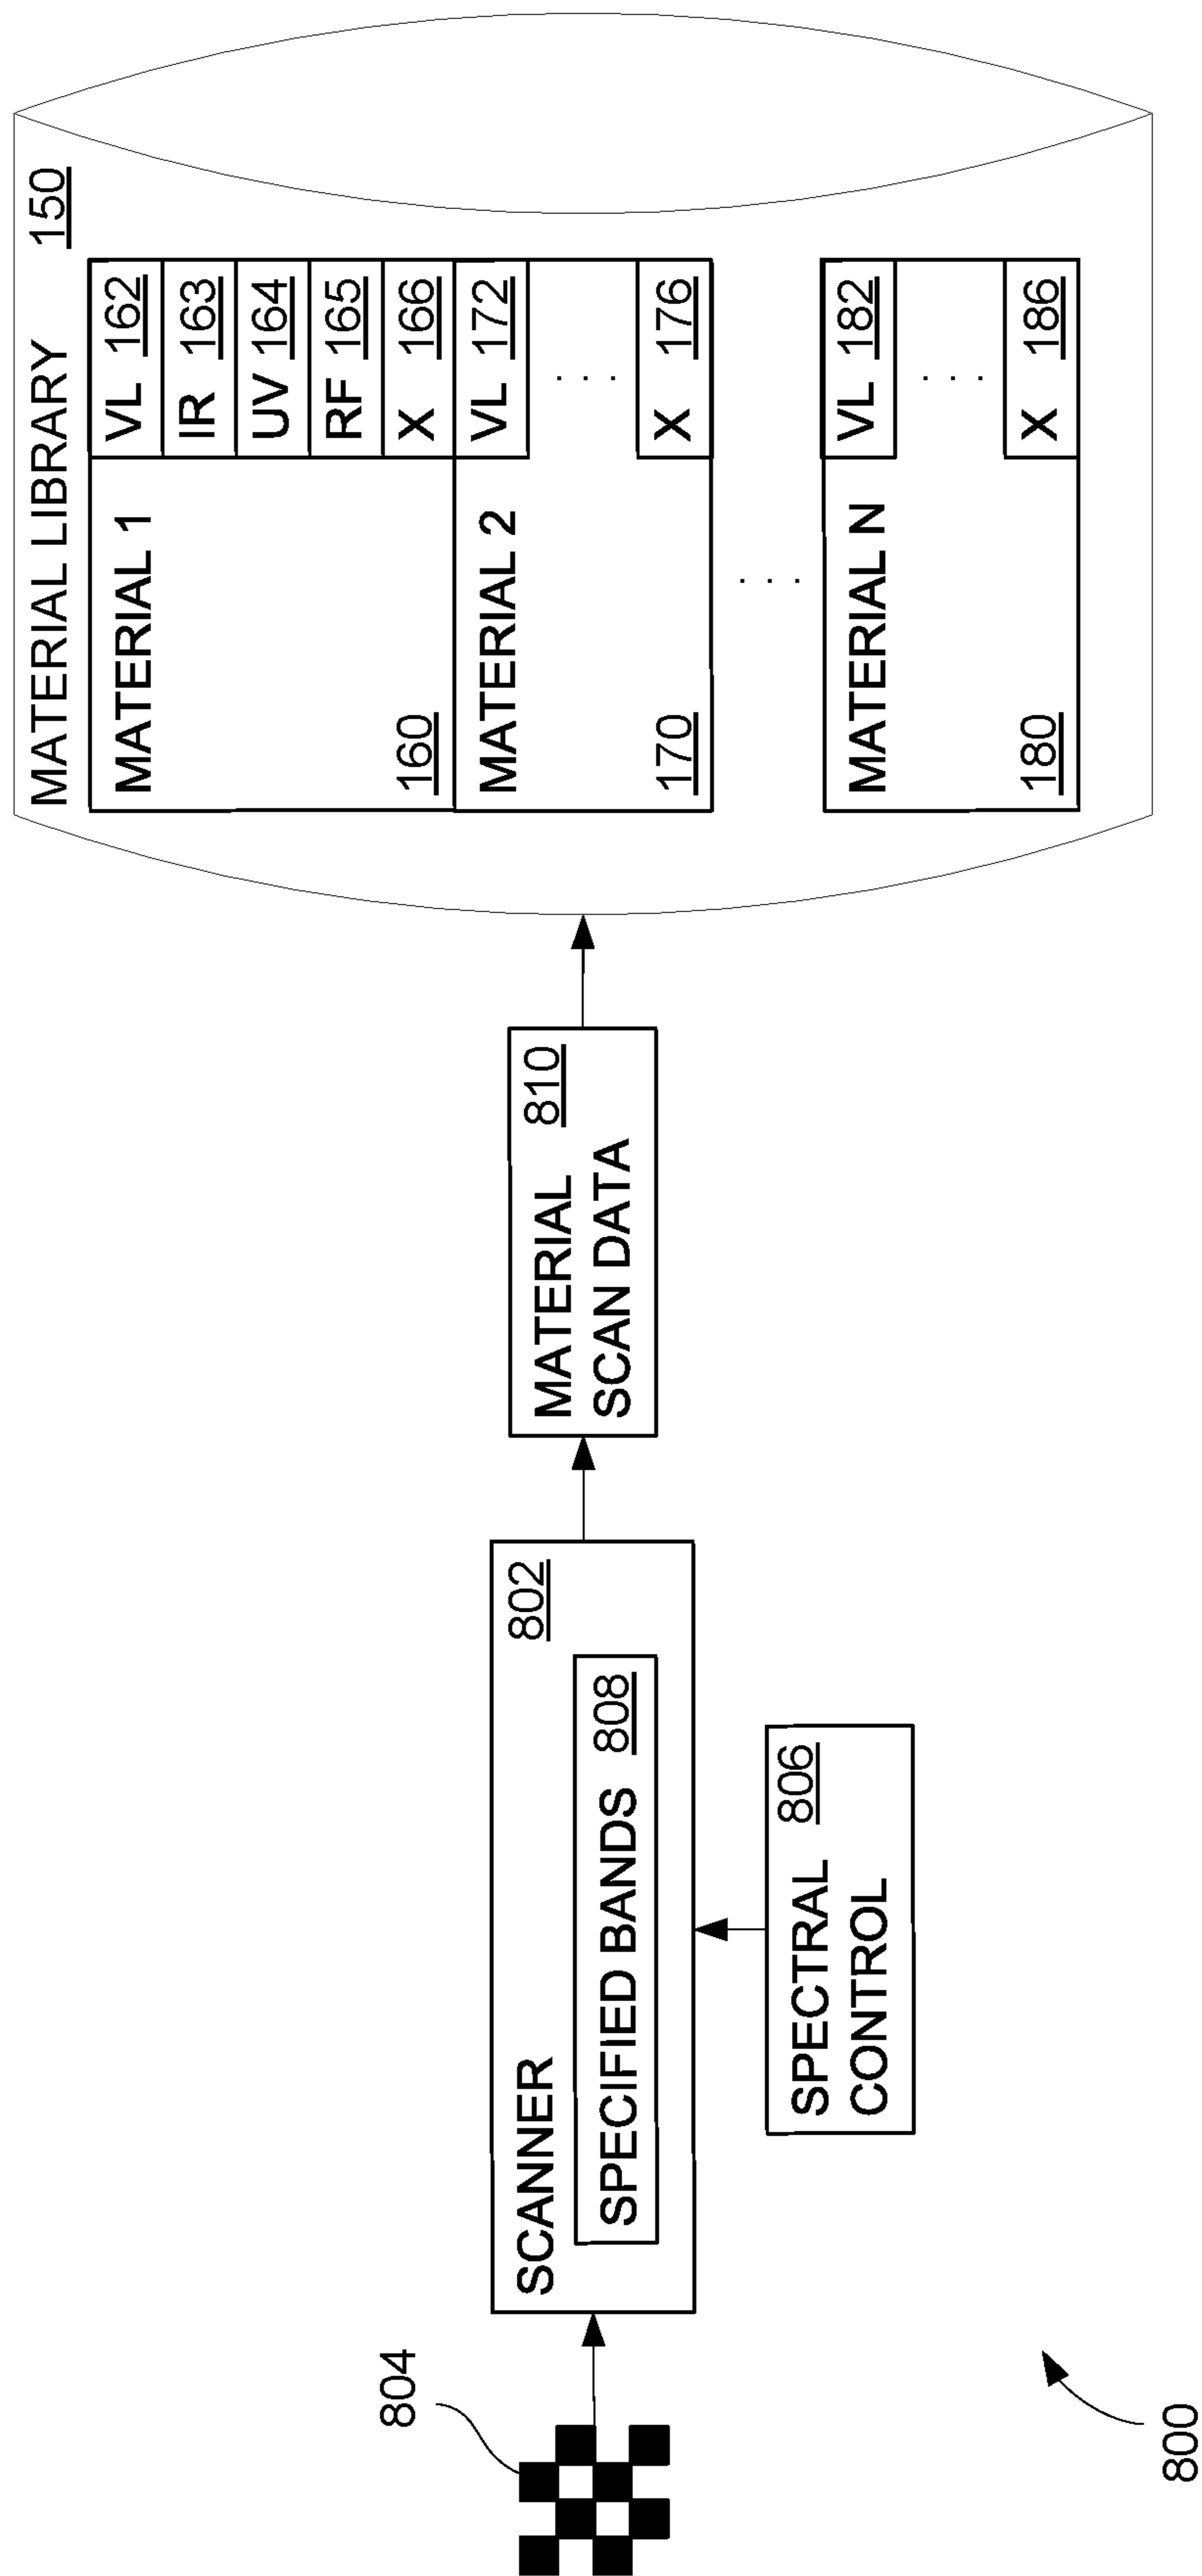 804
SCANNER 802
SPECIFIED BANDS 808
SPECTRAL 806
CONTROL
MATERIAL 810
SCAN DATA
MATERIAL LIBRARY 150
MATERIAL 1
160
VL 162
IR 163
UV 164
RF 165
X 166
MATERIAL 2
170
VL 172
. . .
X 176
. . .
MATERIAL N
180
VL 182
. . .
X 186
800